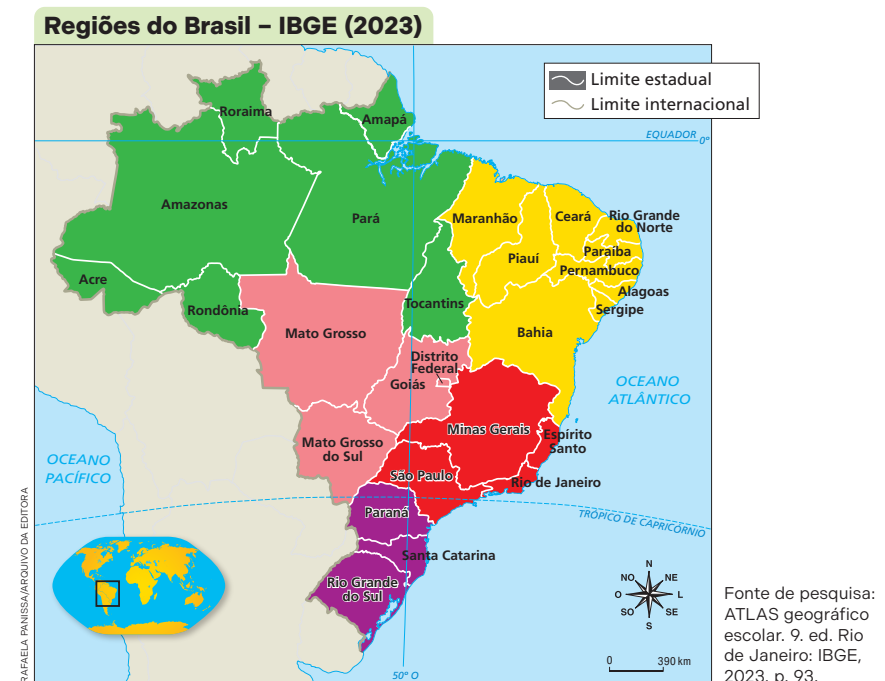 Regiões do Brasil – IBGE (2023)
Limite estadual
Limite internacional
EQUADOR
0°
Roraima
Amapá
Amazonas
Pará
Maranhão
Ceará
Rio Grande
do Norte
Paraíba
Piauí
Pernambuco
Acre
Alagoas
Sergipe
Rondônia
Tocantins
Mato Grosso
Bahia
Distrito
Federal
Goiás
OCEANO
ATLÂNTICO
Minas Gerais
Espírito
Santo
Mato Grosso
do Sul
OCEANO
PACÍFICO
São Paulo
Rio de Janeiro
Paraná
TRÓPICO DE CAPRICÓRNIO
Santa Catarina
Rio Grande
do Sul
N
NO
NE
O
L
SO
SE
S
0
390 km
50° O
RAFAELA PANISSA/ARQUIVO DA EDITORA
Fonte de pesquisa:
ATLAS geográfico
escolar. 9. ed. Rio
de Janeiro: IBGE,
2023. p. 93.